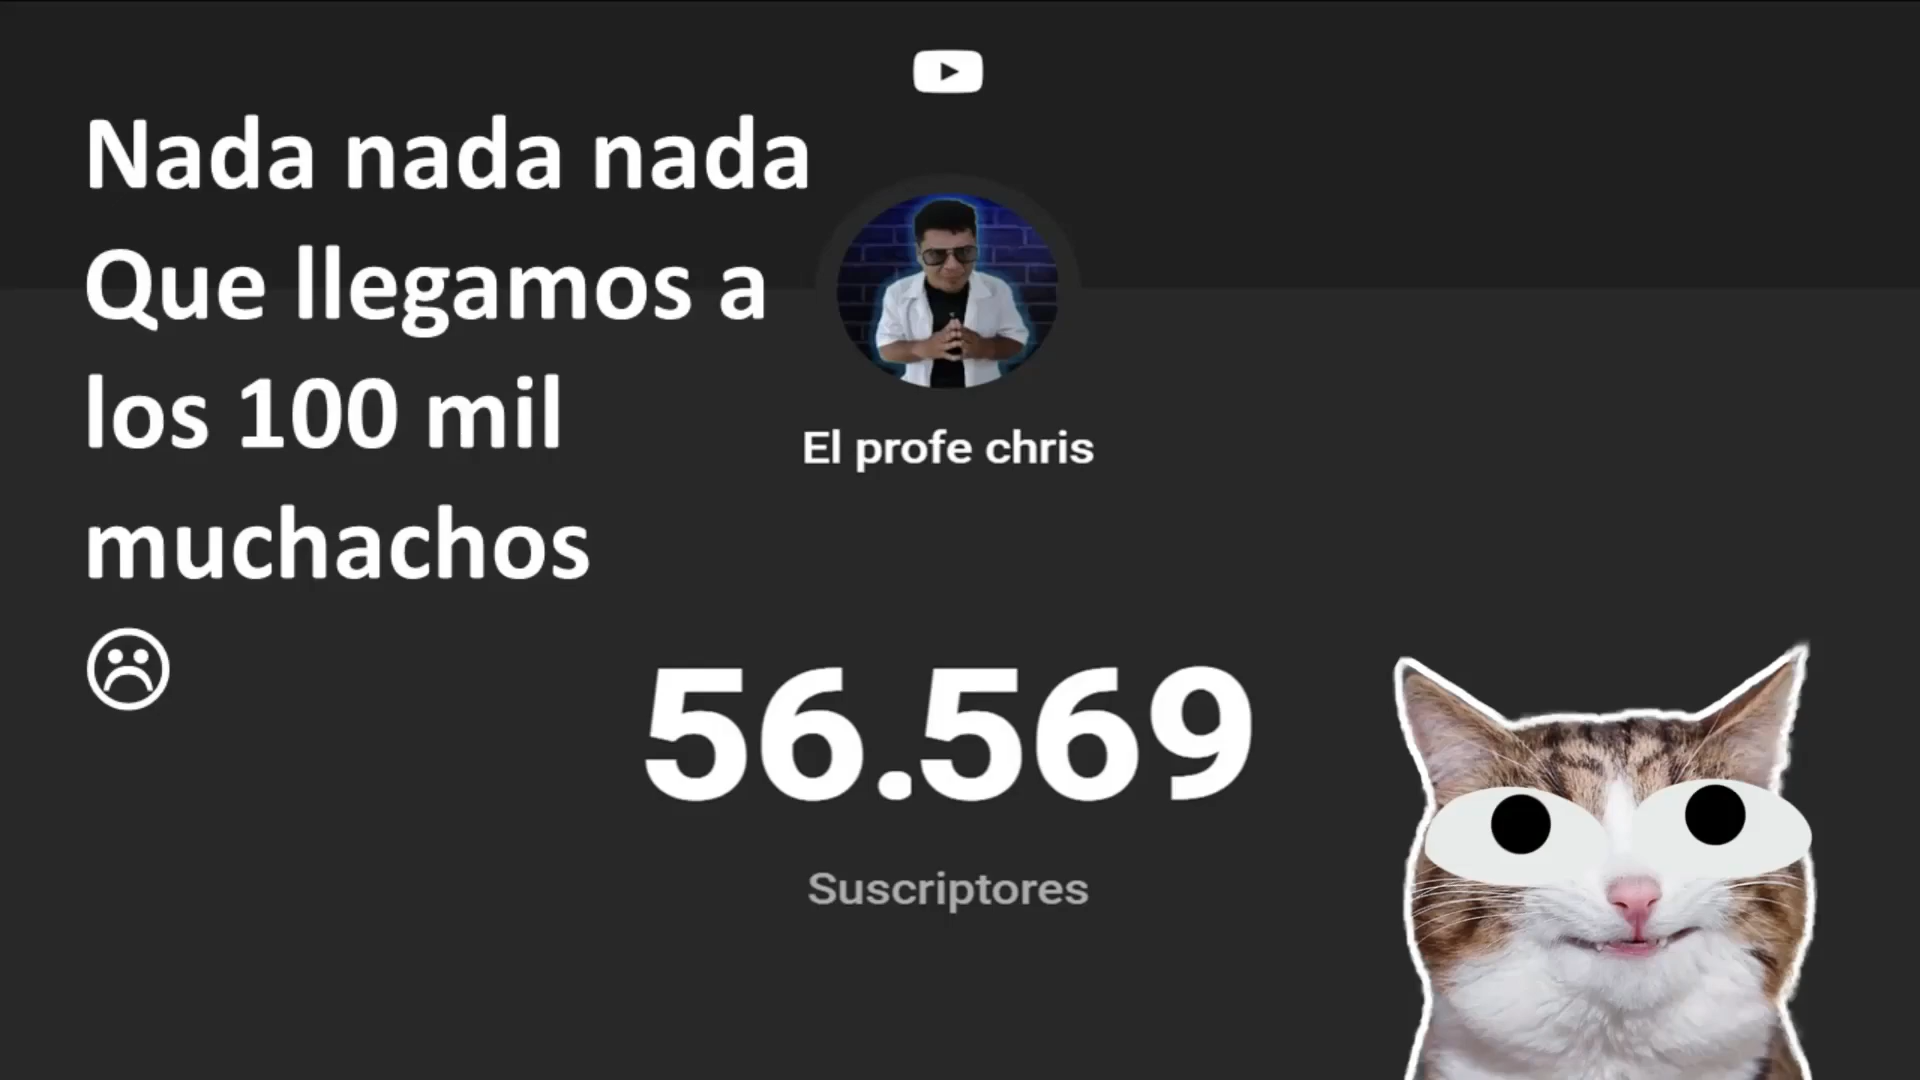 Nada nada nada
Que llegamos a
los 100 mil
muchachos
El profe chris
56.569
Suscriptores